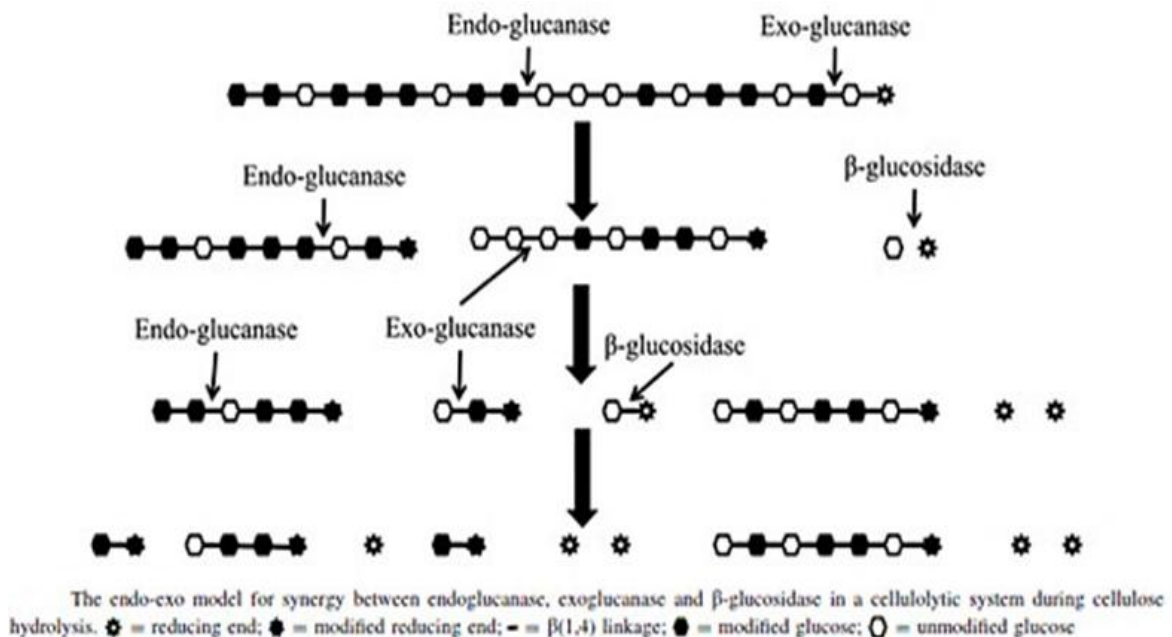 Endo-glucanase Exo-glucanase
Endo-glucanase β-glucosidase
Endo-glucanase Exo-glucanase β-glucosidase
The endo-exo model for synergy between endoglucanase, exoglucanase and β-glucosidase in a cellulolytic system during cellulose
hydrolysis. = reducing end; = modified reducing end; - = β(1,4) linkage; = modified glucose; = unmodified glucose